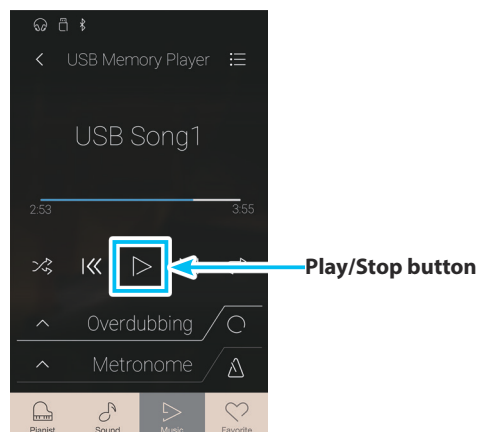 USB Memory Player
USB Song1
2:53 3:55
Play/Stop button
Overdubbing
Metronome
Pianist Sound Music Favorite